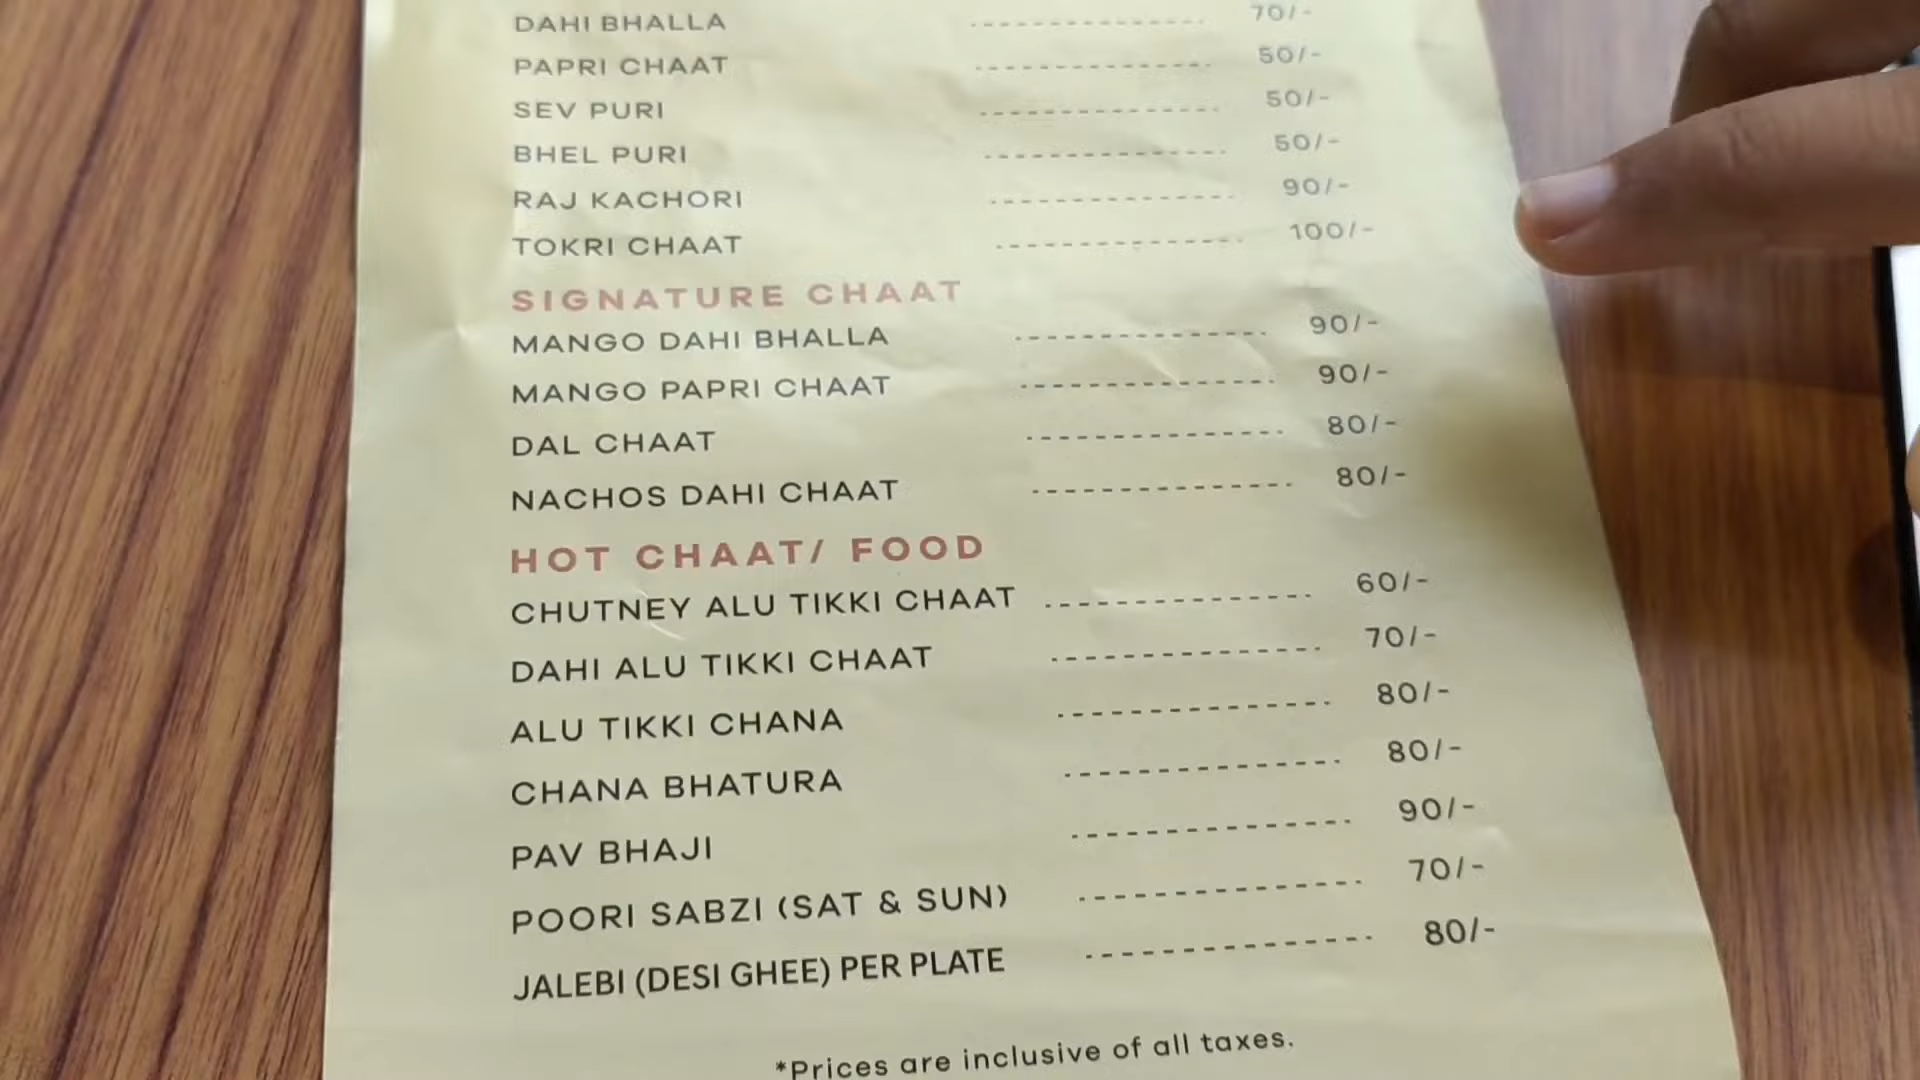 DAHI BHALLA -------------------- 70/-
PAPRI CHAAT -------------------- 50/-
SEV PURI -------------------- 50/-
BHEL PURI -------------------- 50/-
RAJ KACHORI -------------------- 90/-
TOKRI CHAAT -------------------- 100/-
SIGNATURE CHAAT
MANGO DAHI BHALLA -------------------- 90/-
MANGO PAPRI CHAAT -------------------- 90/-
DAL CHAAT -------------------- 80/-
NACHOS DAHI CHAAT -------------------- 80/-
HOT CHAAT/ FOOD
CHUTNEY ALU TIKKI CHAAT -------------------- 60/-
DAHI ALU TIKKI CHAAT -------------------- 70/-
ALU TIKKI CHANA -------------------- 80/-
CHANA BHATURA -------------------- 80/-
PAV BHAJI -------------------- 90/-
POORI SABZI (SAT & SUN) -------------------- 70/-
JALEBI (DESI GHEE) PER PLATE -------------------- 80/-
*Prices are inclusive of all taxes.